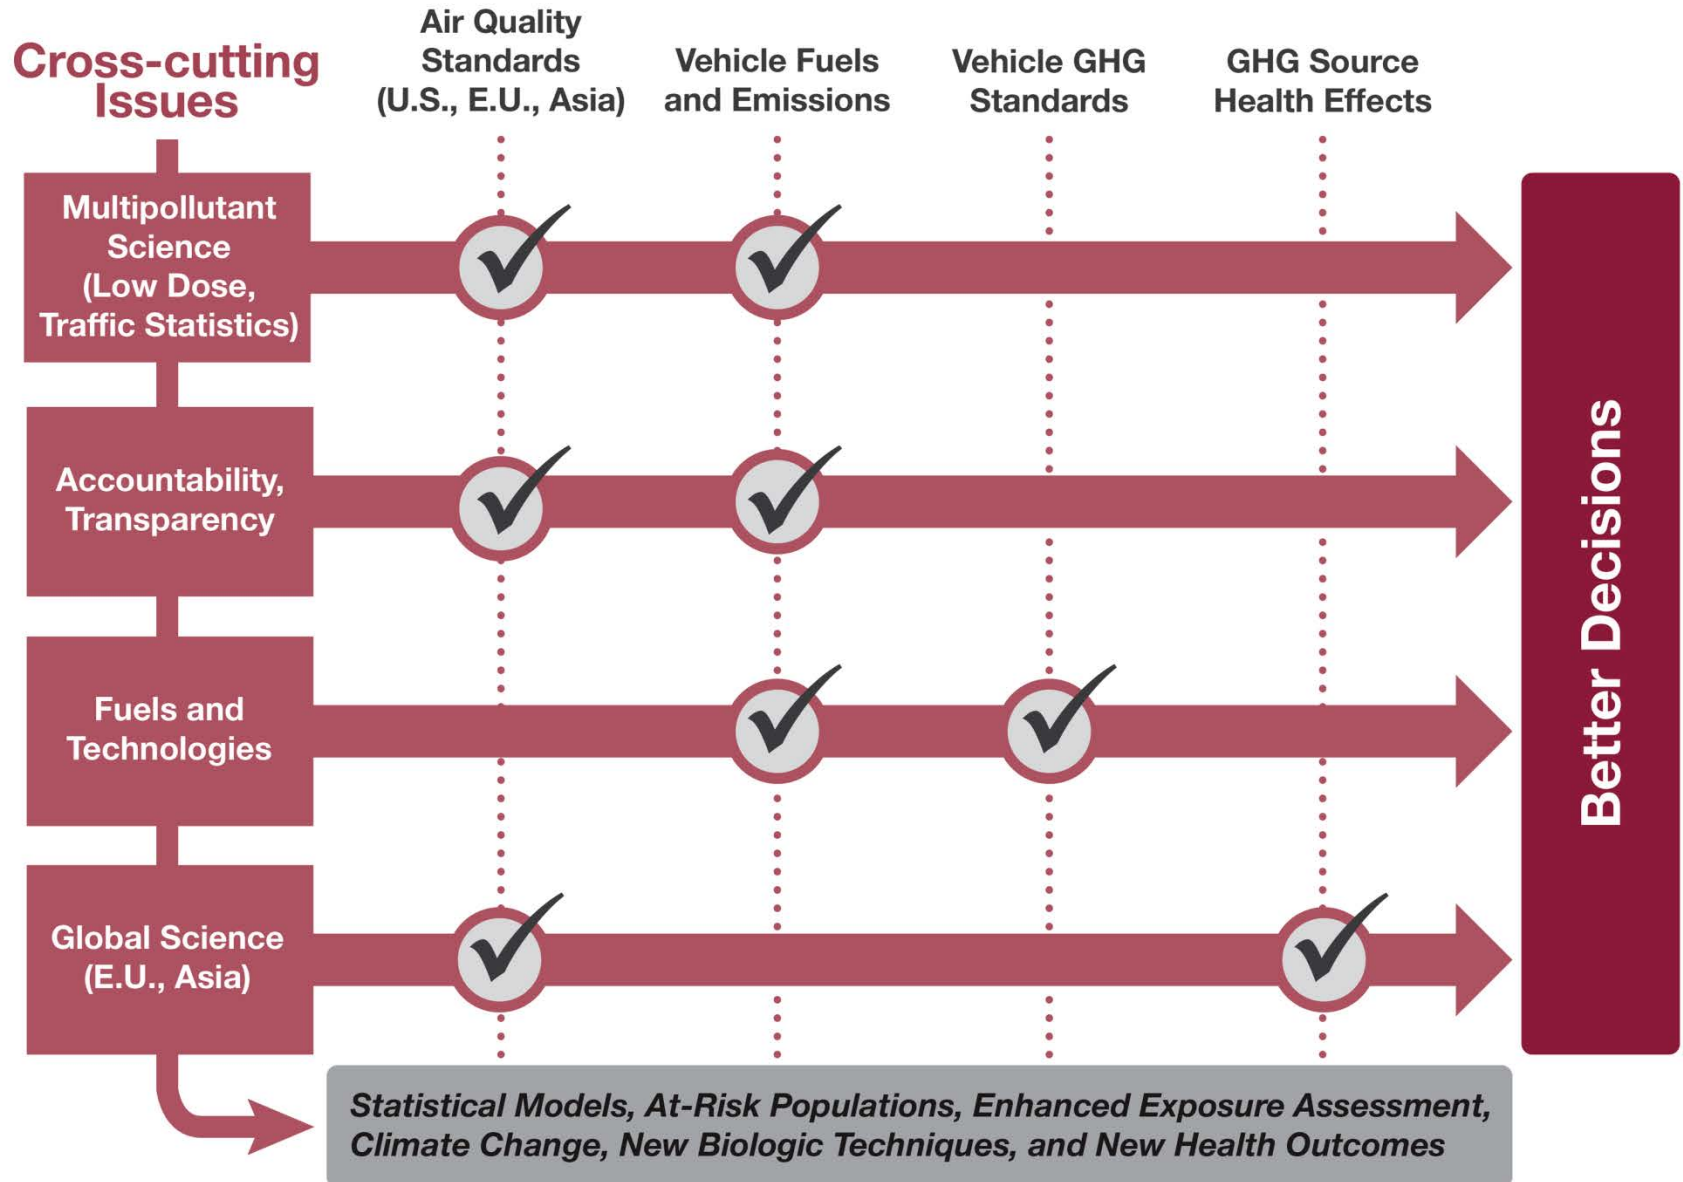 Cross-cutting
Issues
Air Quality
Standards
(U.S., E.U., Asia)
Vehicle Fuels
and Emissions
Vehicle GHG
Standards
GHG Source
Health Effects
Multipollutant
Science
(Low Dose,
Traffic Statistics)
Accountability,
Transparency
Fuels and
Technologies
Global Science
(E.U., Asia)
Better Decisions
Statistical Models, At-Risk Populations, Enhanced Exposure Assessment,
Climate Change, New Biologic Techniques, and New Health Outcomes